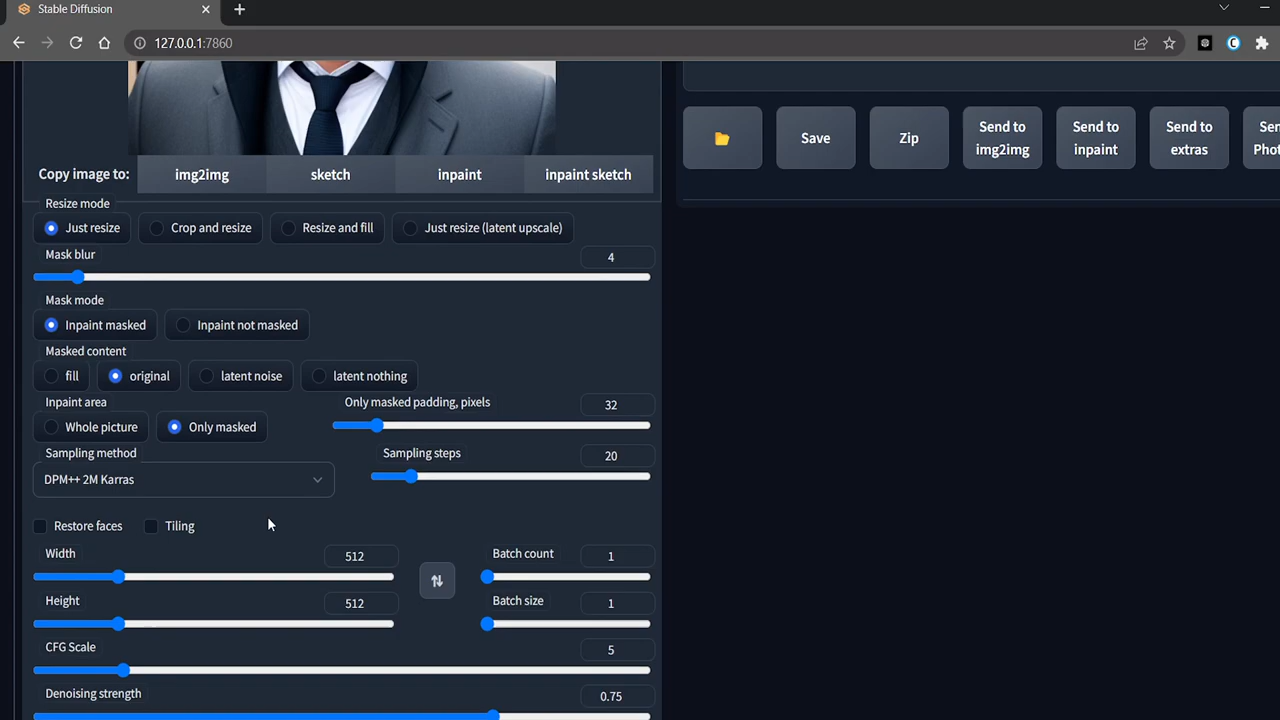 Stable Diffusion
127.0.0.1:7860
Save
Zip
Send to img2img
Send to inpaint
Send to extras
Send to
Copy image to:
img2img
sketch
inpaint
inpaint sketch
Resize mode
Just resize
Crop and resize
Resize and fill
Just resize (latent upscale)
Mask blur
4
Mask mode
Inpaint masked
Inpaint not masked
Masked content
fill
original
latent noise
latent nothing
Inpaint area
Only masked padding, pixels
32
Whole picture
Only masked
Sampling method
Sampling steps
20
DPM++ 2M Karras
Restore faces
Tiling
Width
512
Batch count
1
Height
512
Batch size
1
CFG Scale
5
Denoising strength
0.75